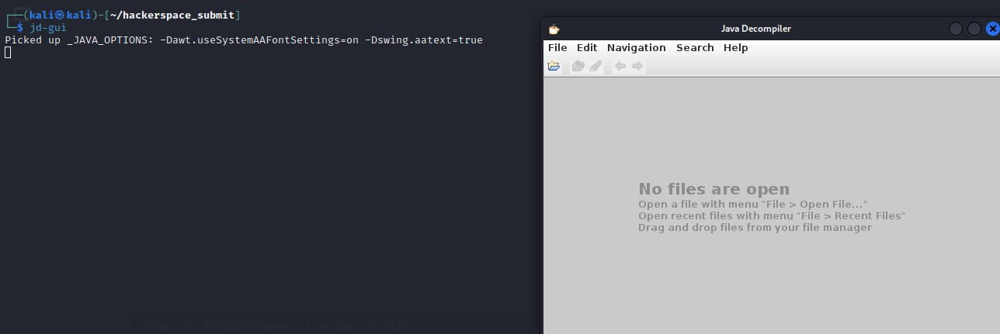 ┌──(kali㉿kali)-[~/hackerspace_submit]
└─$ jd-gui
Picked up _JAVA_OPTIONS: -Dawt.useSystemAAFontSettings=on -Dswing.aatext=true
Java Decompiler
File Edit Navigation Search Help
No files are open
Open a file with menu "File > Open File..."
Open recent files with menu "File > Recent Files"
Drag and drop files from your file manager